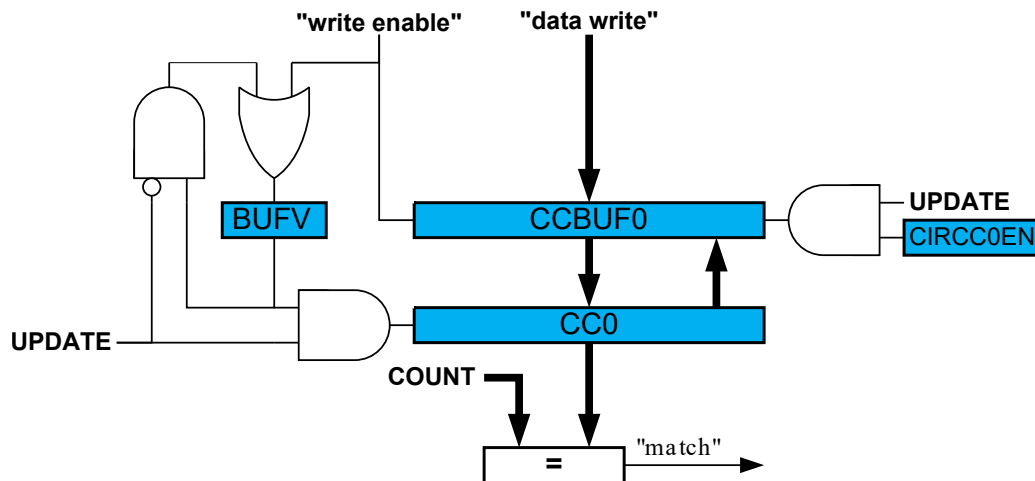 "write enable"
"data write"
BUFV
CCBUF0
UPDATE
CIRCC0EN
UPDATE
CC0
COUNT
=
"match"